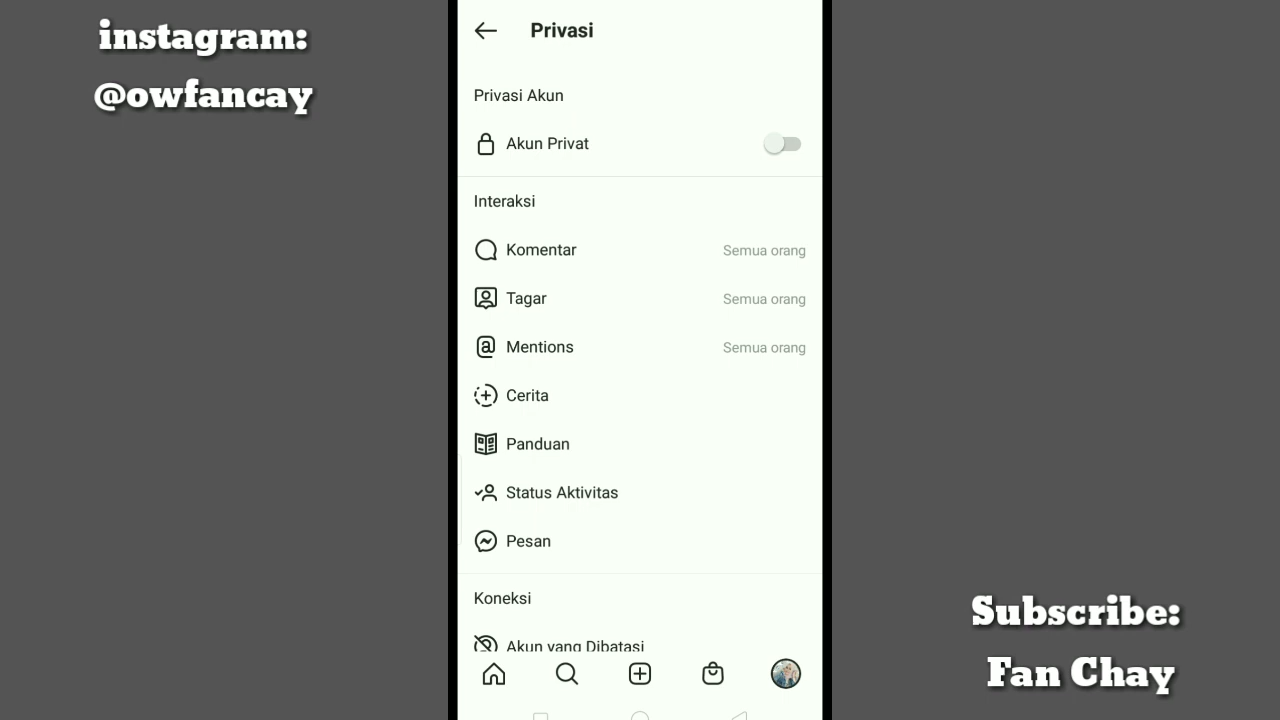 instagram:
@owfancay
Privasi
Privasi Akun
Akun Privat
Interaksi
Komentar Semua orang
Tagar Semua orang
Mentions Semua orang
Cerita
Panduan
Status Aktivitas
Pesan
Koneksi
Akun yang Dibatasi
Subscribe:
Fan Chay